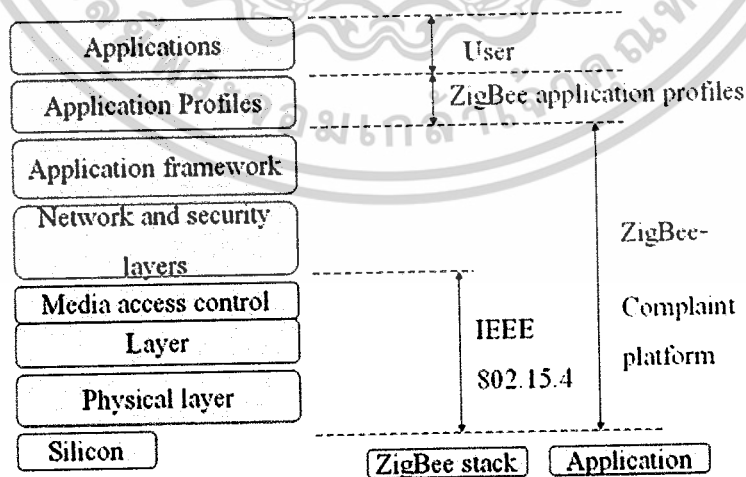 Applications
Application Profiles
Application framework
Network and security
layers
Media access control
Layer
Physical layer
Silicon
User
ZigBee application profiles
ZigBee-
Complaint
platform
IEEE
802.15.4
ZigBee stack
Application